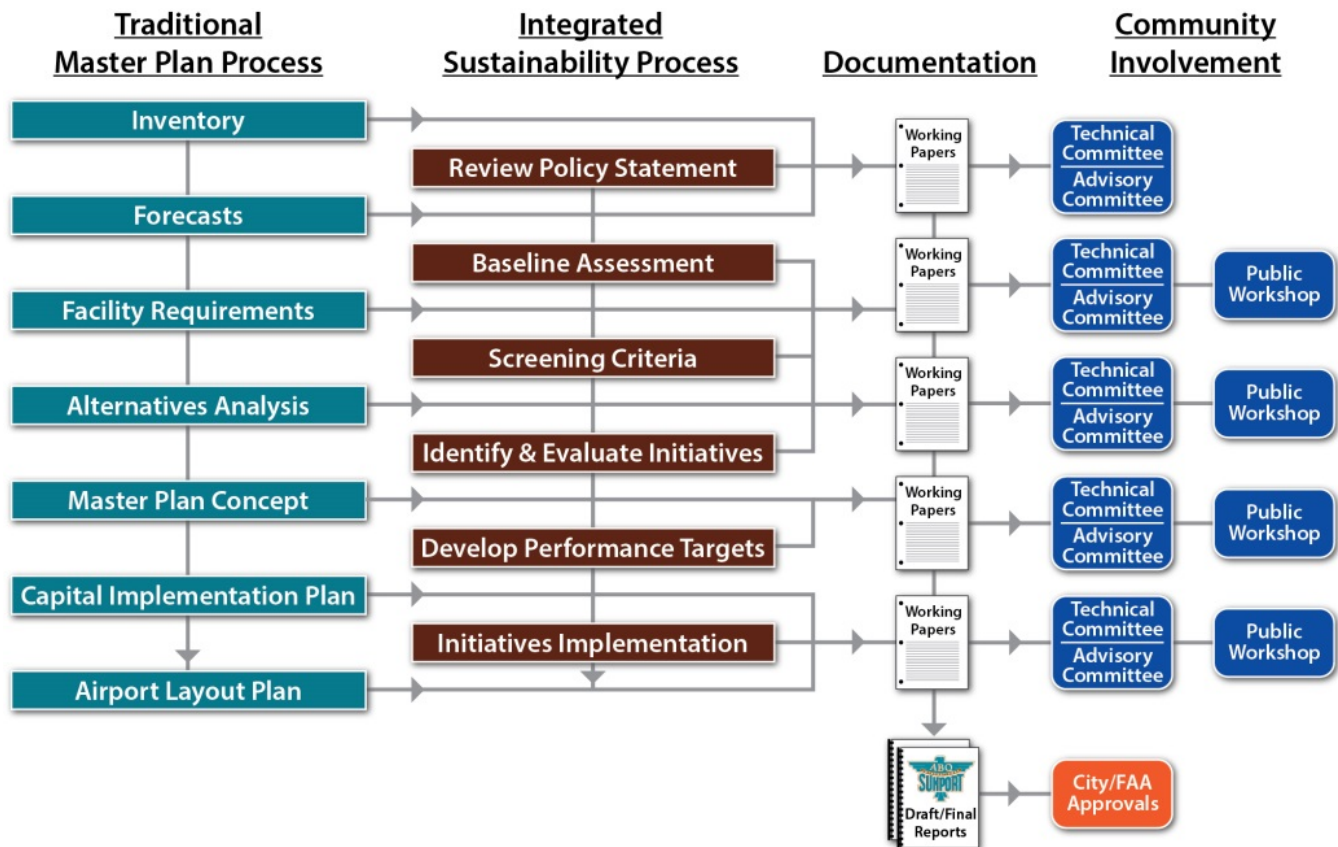 Traditional
Master Plan Process
Integrated
Sustainability Process
Documentation
Community
Involvement
Inventory
Review Policy Statement
Forecasts
Baseline Assessment
Facility Requirements
Screening Criteria
Alternatives Analysis
Identify & Evaluate Initiatives
Master Plan Concept
Develop Performance Targets
Capital Implementation Plan
Initiatives Implementation
Airport Layout Plan
Working
Papers
Technical
Committee
Advisory
Committee
Working
Papers
Technical
Committee
Advisory
Committee
Public
Workshop
Working
Papers
Technical
Committee
Advisory
Committee
Public
Workshop
Working
Papers
Technical
Committee
Advisory
Committee
Public
Workshop
Working
Papers
Technical
Committee
Advisory
Committee
Public
Workshop
ABQ
SUNPORT
Draft/Final
Reports
City/FAA
Approvals